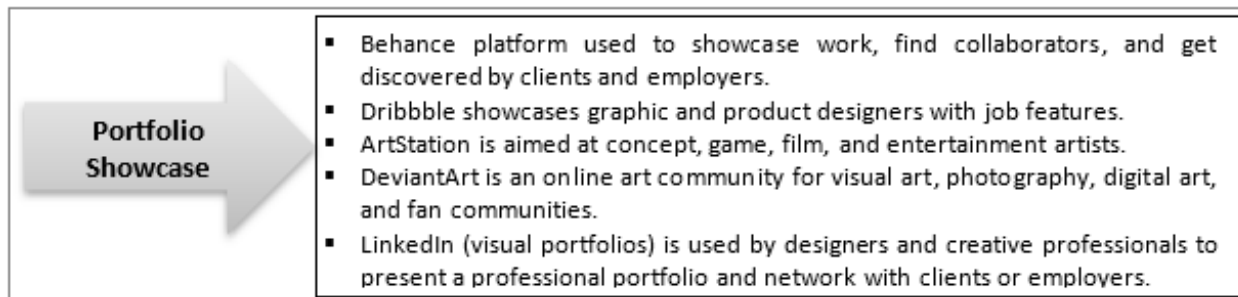 Portfolio
Showcase
▪ Behance platform used to showcase work, find collaborators, and get
discovered by clients and employers.
▪ Dribbble showcases graphic and product designers with job features.
▪ ArtStation is aimed at concept, game, film, and entertainment artists.
▪ DeviantArt is an online art community for visual art, photography, digital art,
and fan communities.
▪ LinkedIn (visual portfolios) is used by designers and creative professionals to
present a professional portfolio and network with clients or employers.